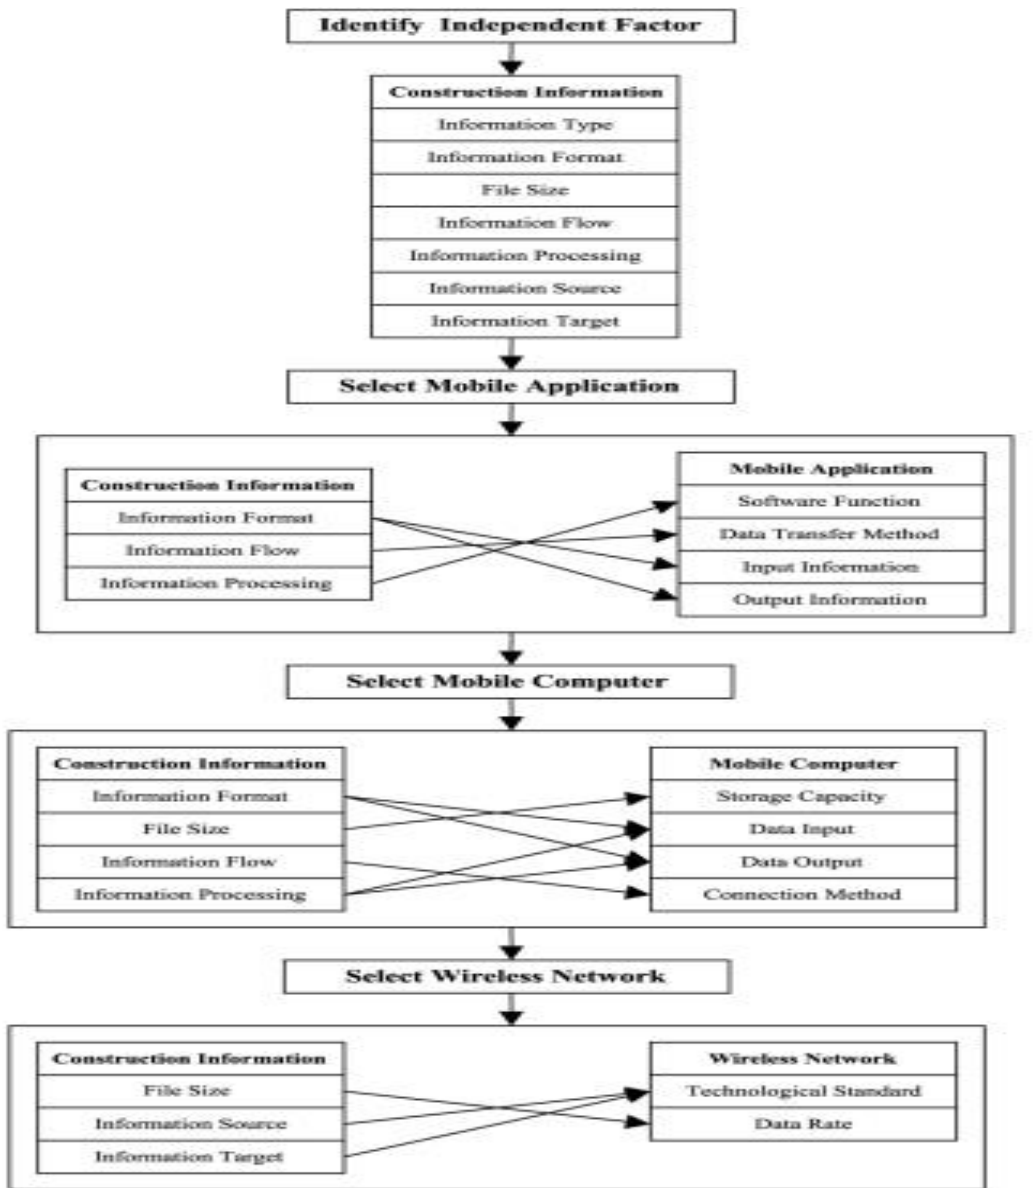 Identify Independent Factor
Construction Information
Information Type
Information Format
File Size
Information Flow
Information Processing
Information Source
Information Target
Select Mobile Application
Construction Information
Information Format
Information Flow
Information Processing
Mobile Application
Software Function
Data Transfer Method
Input Information
Output Information
Select Mobile Computer
Construction Information
Information Format
File Size
Information Flow
Information Processing
Mobile Computer
Storage Capacity
Data Input
Data Output
Connection Method
Select Wireless Network
Construction Information
File Size
Information Source
Information Target
Wireless Network
Technological Standard
Data Rate